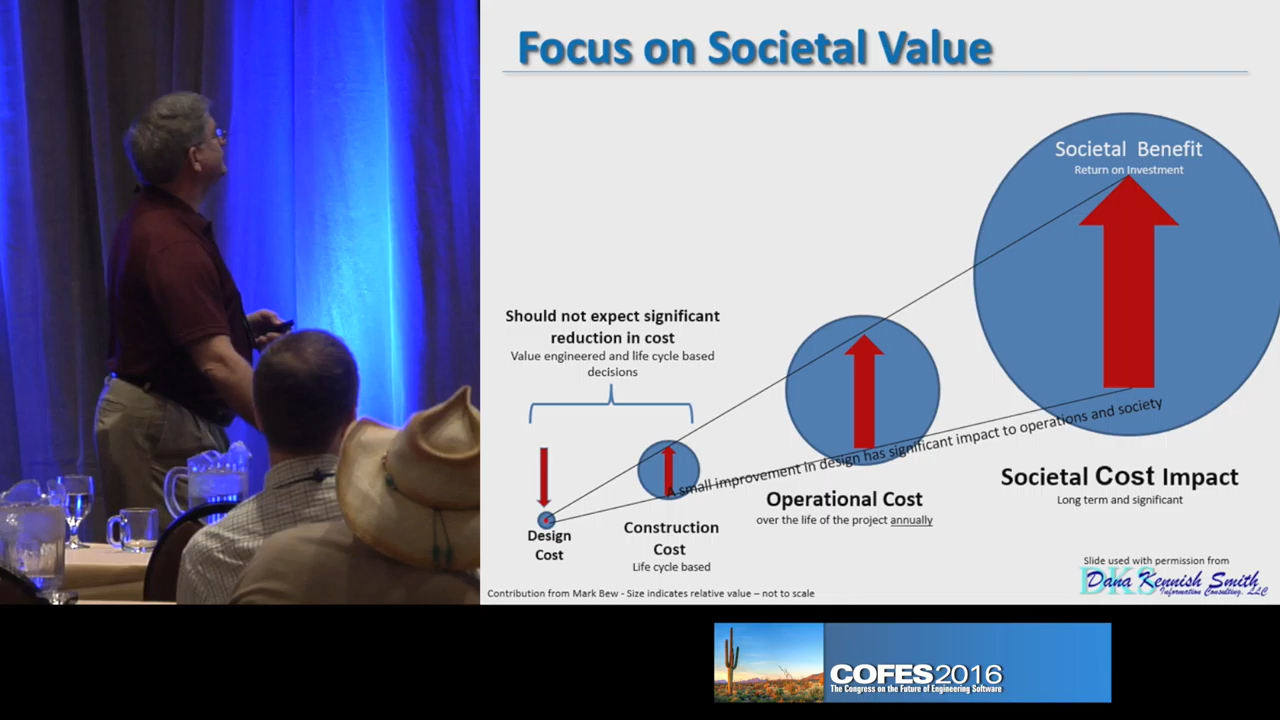 Focus on Societal Value
Societal Benefit
Return on Investment
Should not expect significant
reduction in cost
Value engineered and life cycle based
decisions
A small improvement in design has significant impact to operations and society
Design
Cost
Construction
Cost
Life cycle based
Operational Cost
over the life of the project annually
Societal Cost Impact
Long term and significant
Contribution from Mark Bew - Size indicates relative value – not to scale
Slide used with permission from
DKS
Dana Kennish Smith
Information Consulting, LLC
COFES2016
The Congress on the Future of Engineering Software